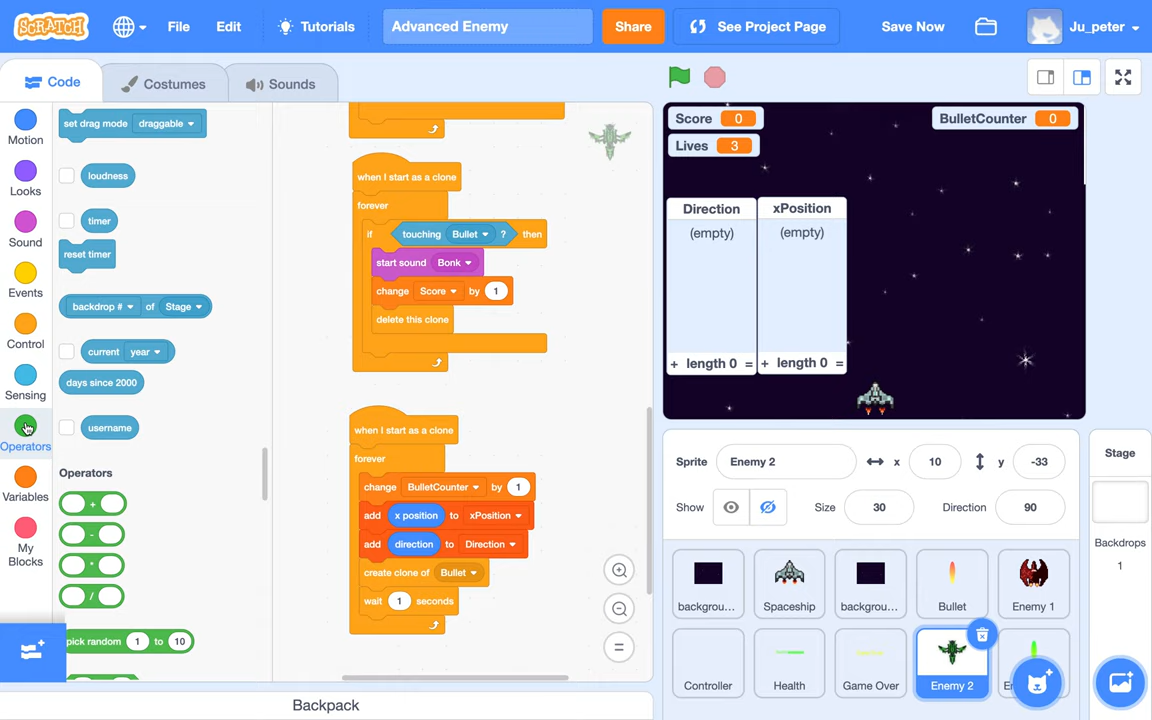 SCRATCH File Edit Tutorials Advanced Enemy Share See Project Page Save Now Ju_peter
Code Costumes Sounds
Motion
Looks
Sound
Events
Control
Sensing
Operators
Variables
My
Blocks
set drag mode draggable
loudness
timer
reset timer
backdrop # of Stage
current year
days since 2000
username
Operators
+
-
*
/
pick random 1 to 10
when I start as a clone
forever
if touching Bullet ? then
start sound Bonk
change Score by 1
delete this clone
when I start as a clone
forever
change BulletCounter by 1
add x position to xPosition
add direction to Direction
create clone of Bullet
wait 1 seconds
Backpack
Score 0
Lives 3
BulletCounter 0
Direction
(empty)
+ length 0 =
xPosition
(empty)
+ length 0 =
Sprite Enemy 2 x 10 y -33
Show Size 30 Direction 90
backgrou... Spaceship backgrou... Bullet Enemy 1
Controller Health Game Over Enemy 2
Stage
Backdrops
1